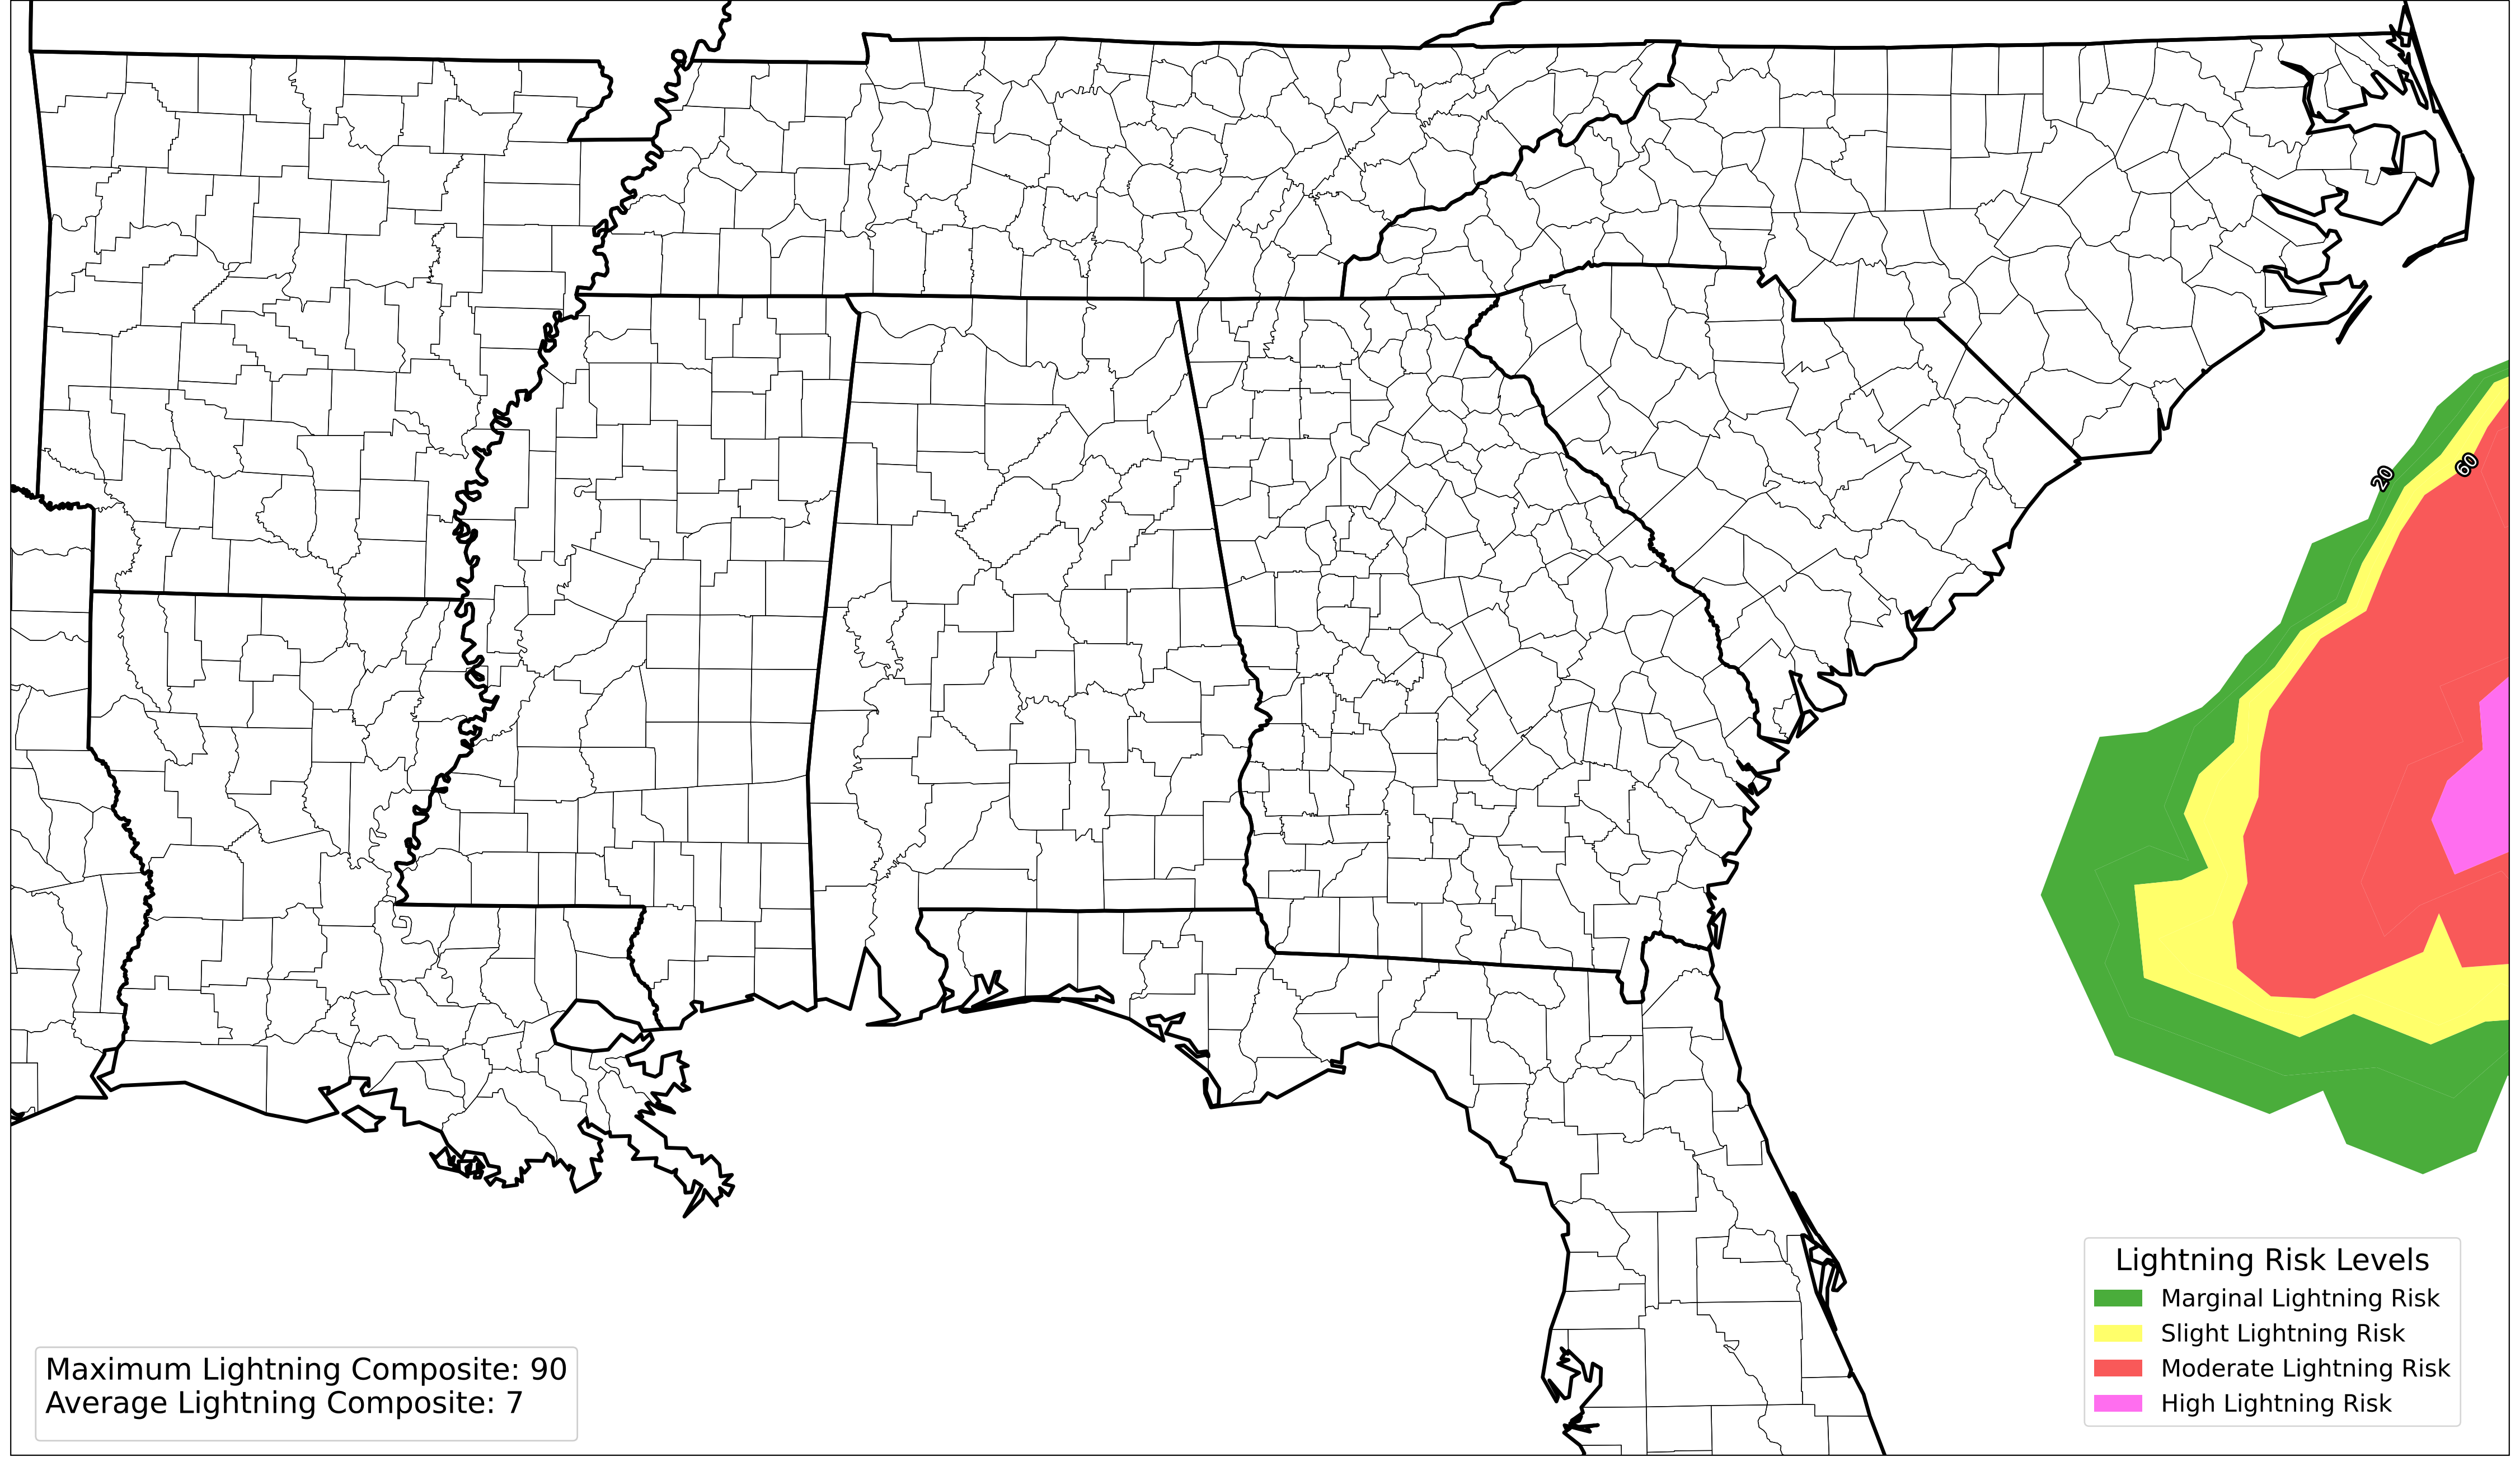 20
60
Lightning Risk Levels
Marginal Lightning Risk
Slight Lightning Risk
Moderate Lightning Risk
High Lightning Risk
Maximum Lightning Composite: 90
Average Lightning Composite: 7